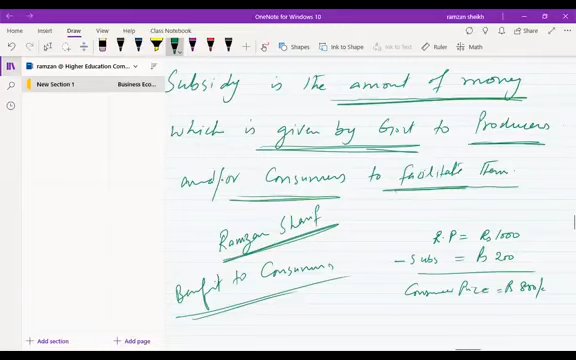 OneNote for Windows 10
ramzan sheikh
Home Insert Draw View Help Class Notebook
Share
Shapes Ink to Shape Ink to Text Ruler Math
ramzan @ Higher Education Com...
New Section 1
Business Eco...
Subsidy is the amount of money
which is given by Govt to Producers
and/or Consumers to facilitate them.
Ramzan Sharif
Benefit to Consumers
R.P = Rs 1000
- Subs = Rs 200
Consumer Price = R 800/-
Add section
Add page